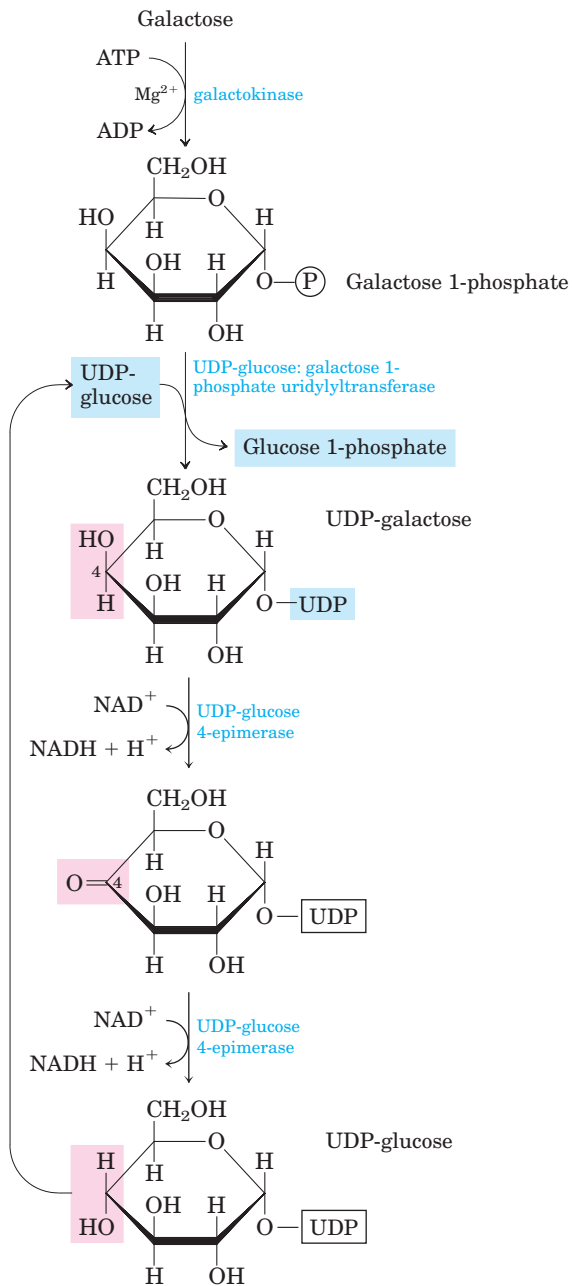 Galactose
ATP
Mg2+
galactokinase
ADP
CH2OH
O
HO
H
H
OH
H
H
O
P
Galactose 1-phosphate
H
OH
UDP-
glucose
UDP-glucose: galactose 1-
phosphate uridylyltransferase
Glucose 1-phosphate
CH2OH
UDP-galactose
O
HO
H
H
4
OH
H
H
O
UDP
H
OH
NAD+
UDP-glucose
4-epimerase
NADH + H+
CH2OH
O
H
H
O
4
OH
H
O
UDP
H
OH
NAD+
UDP-glucose
4-epimerase
NADH + H+
CH2OH
O
UDP-glucose
H
H
H
4
OH
H
HO
O
UDP
H
OH